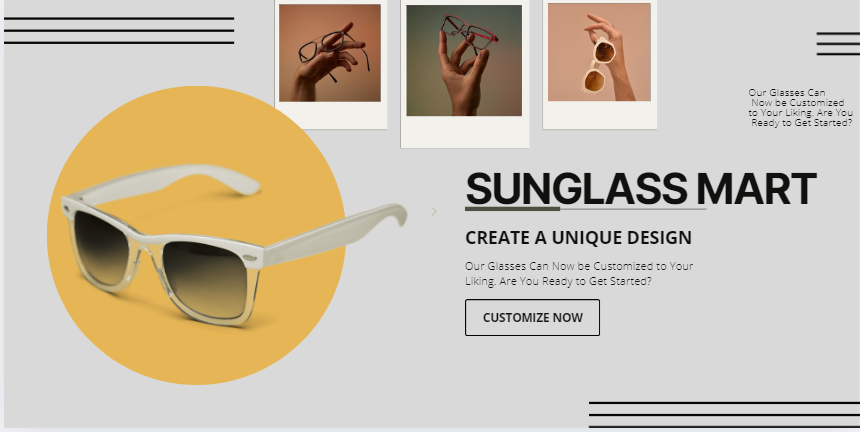 Our Glasses Can
Now be Customized
to Your Liking. Are You
Ready to Get Started?
SUNGLASS MART
CREATE A UNIQUE DESIGN
Our Glasses Can Now be Customized to Your
Liking. Are You Ready to Get Started?
CUSTOMIZE NOW